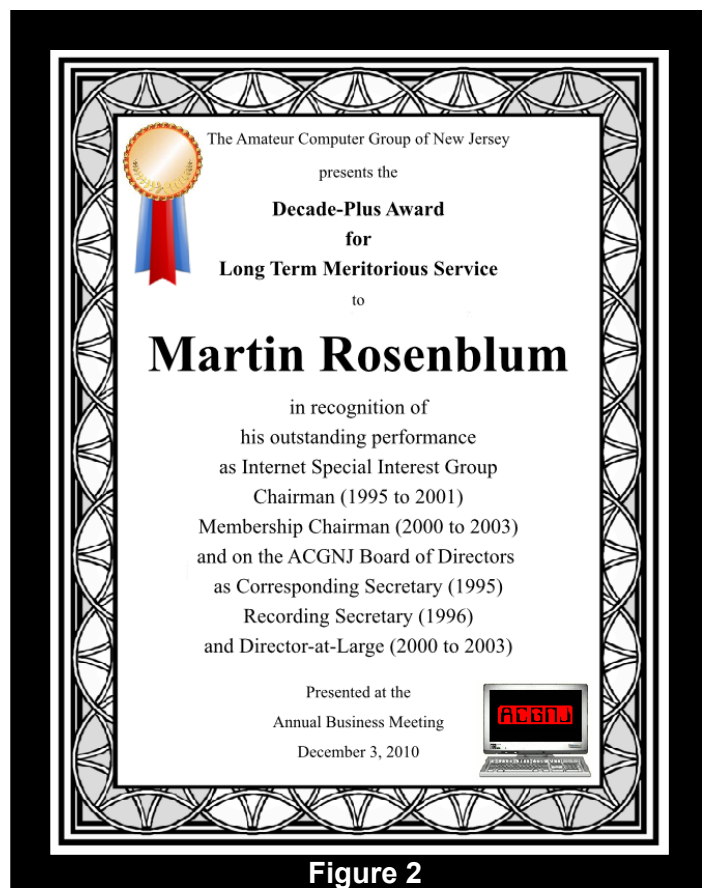 The Amateur Computer Group of New Jersey
presents the
Decade-Plus Award
for
Long Term Meritorious Service
to
Martin Rosenblum
in recognition of
his outstanding performance
as Internet Special Interest Group
Chairman (1995 to 2001)
Membership Chairman (2000 to 2003)
and on the ACGNJ Board of Directors
as Corresponding Secretary (1995)
Recording Secretary (1996)
and Director-at-Large (2000 to 2003)
Presented at the
Annual Business Meeting
December 3, 2010
ACGNJ
Figure 2